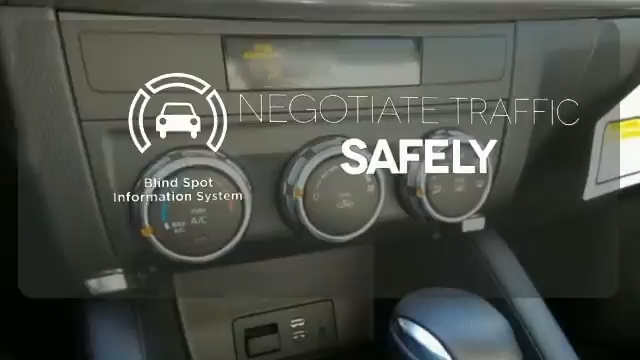 NEGOTIATE TRAFFIC
SAFELY
Blind Spot
Information System
A/C